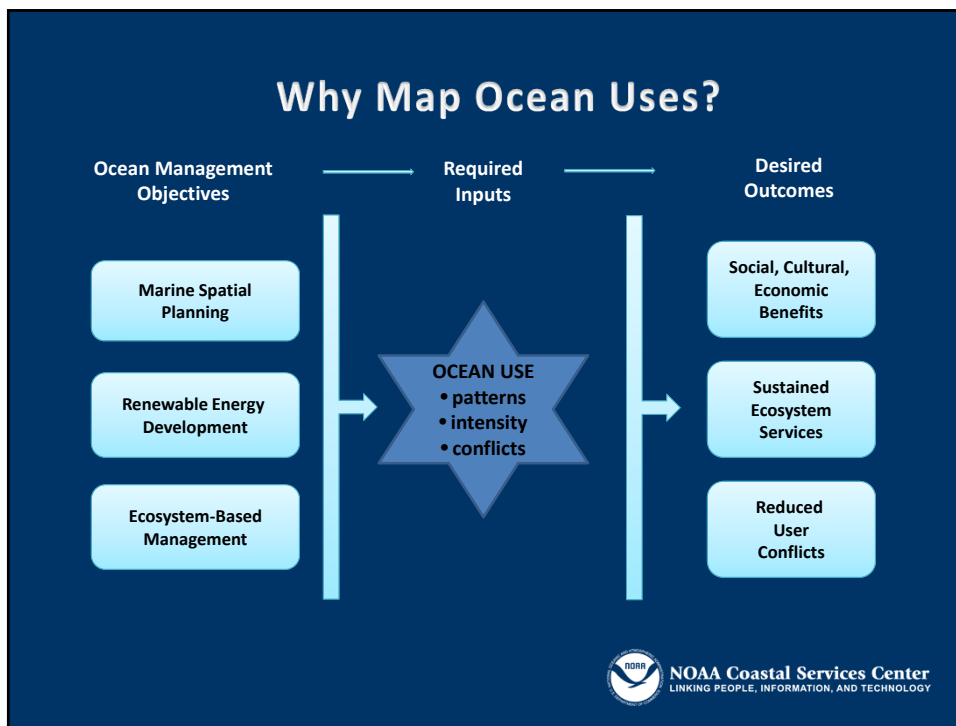 Why Map Ocean Uses?
Ocean Management
Objectives
Required
Inputs
Desired
Outcomes
Marine Spatial
Planning
Renewable Energy
Development
Ecosystem-Based
Management
OCEAN USE
• patterns
• intensity
• conflicts
Social, Cultural,
Economic
Benefits
Sustained
Ecosystem
Services
Reduced
User
Conflicts
NOAA
NOAA Coastal Services Center
LINKING PEOPLE, INFORMATION, AND TECHNOLOGY